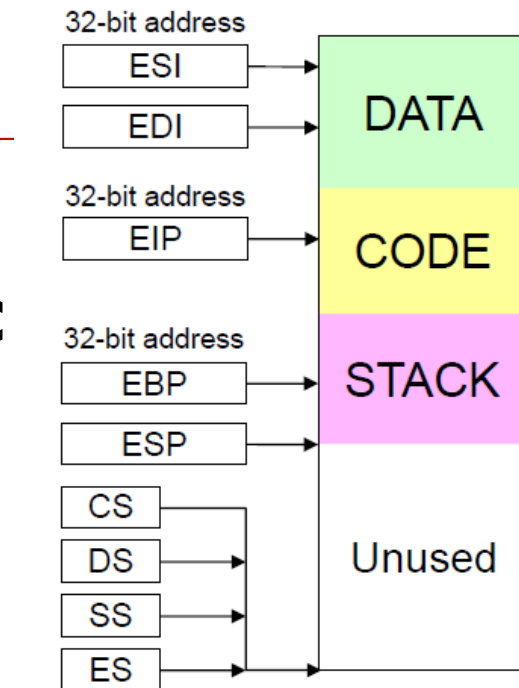 32-bit address
ESI
EDI
DATA
32-bit address
EIP
CODE
32-bit address
EBP
STACK
ESP
CS
DS
Unused
SS
ES